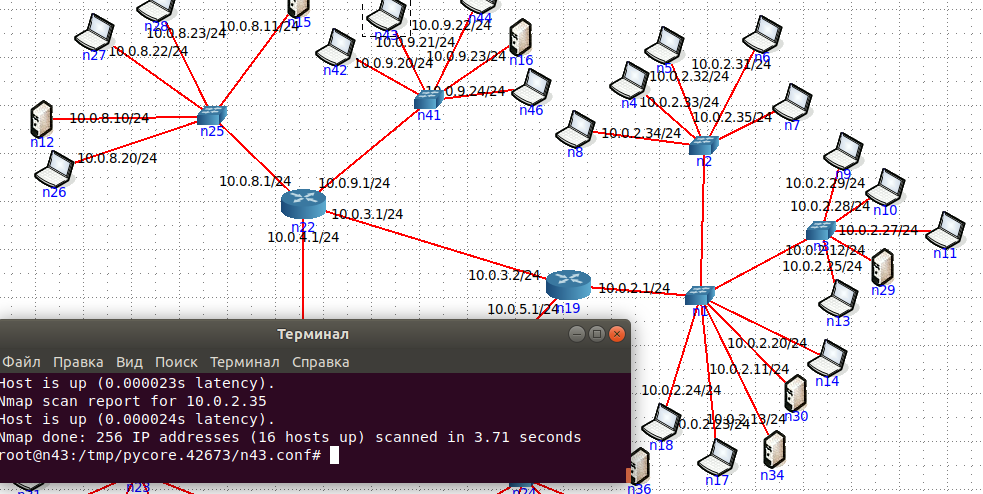 n28
n15
n43
n44
10.0.8.23/24
10.0.8.11/24
10.0.9.22/24
10.0.9.21/24
n27
10.0.8.22/24
n42
10.0.9.20/24
10.0.9.23/24
n16
n5
n6
10.0.2.31/24
10.0.2.32/24
n4
10.0.2.33/24
10.0.9.24/24
n46
n41
n25
10.0.8.10/24
n12
10.0.2.35/24
n7
10.0.2.34/24
n8
n2
10.0.8.20/24
n26
n9
10.0.2.29/24
10.0.8.1/24
10.0.9.1/24
10.0.2.28/24
n10
10.0.3.1/24
n22
10.0.4.1/24
10.0.2.27/24
n3
n11
10.0.2.12/24
10.0.2.25/24
10.0.3.2/24
n29
10.0.2.1/24
n19
10.0.5.1/24
n1
n13
Терминал
10.0.2.20/24
Файл Правка Вид Поиск Терминал Справка
10.0.2.11/24
n14
Host is up (0.000023s latency).
10.0.2.24/24
Nmap scan report for 10.0.2.35
Host is up (0.000024s latency).
n30
10.0.2.13/24
10.0.2.23/24
Nmap done: 256 IP addresses (16 hosts up) scanned in 3.71 seconds
n18
root@n43:/tmp/pycore.42673/n43.conf#
n17
n34
n36
n23
n24